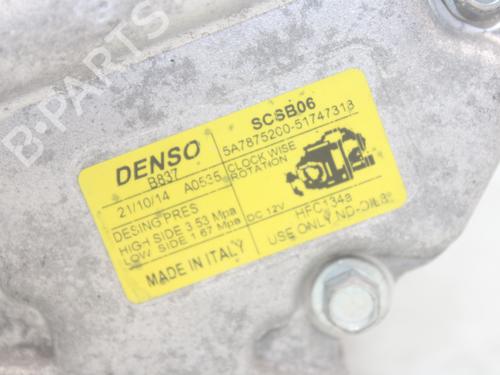 B-PARTS
DENSO
SCSB06
5A7875200-51747318
B837
21/10/14 A0535
CLOCK WISE
ROTATION
DESING PRES
HIGH SIDE 3.53 Mpa
LOW SIDE 1.67 Mpa
DC 12V
HFC134a
USE ONLY ND-OIL8
MADE IN ITALY